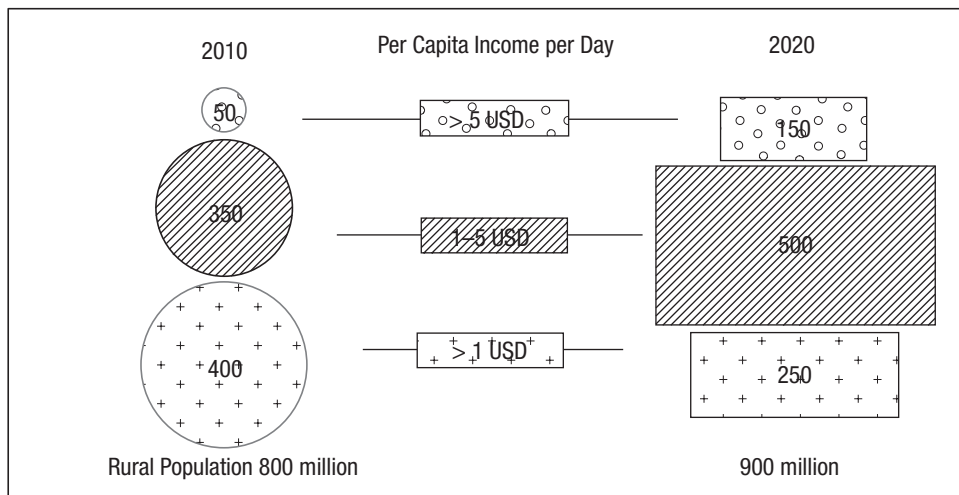 2010 Per Capita Income per Day 2020
50 > 5 USD 150
350 1–5 USD 500
400 > 1 USD 250
Rural Population 800 million 900 million